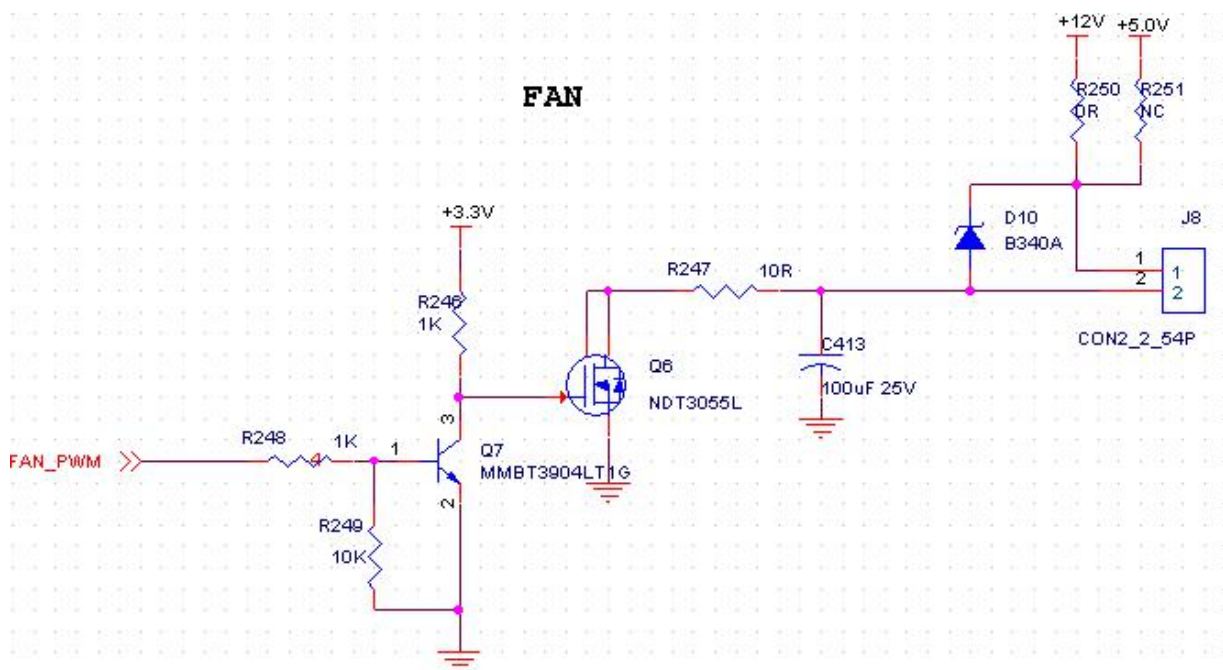 +12V +5.0V
FAN
R250 R251
0R NC
+3.3V
D10
B340A
J8
R247 10R
1 1
2 2
R246
1K
CON2_2_54P
C413
100uF 25V
Q6
NDT3055L
3
R248 1K 1
Q7
MMBT3904LT1G
FAN_PWM
2
R249
10K